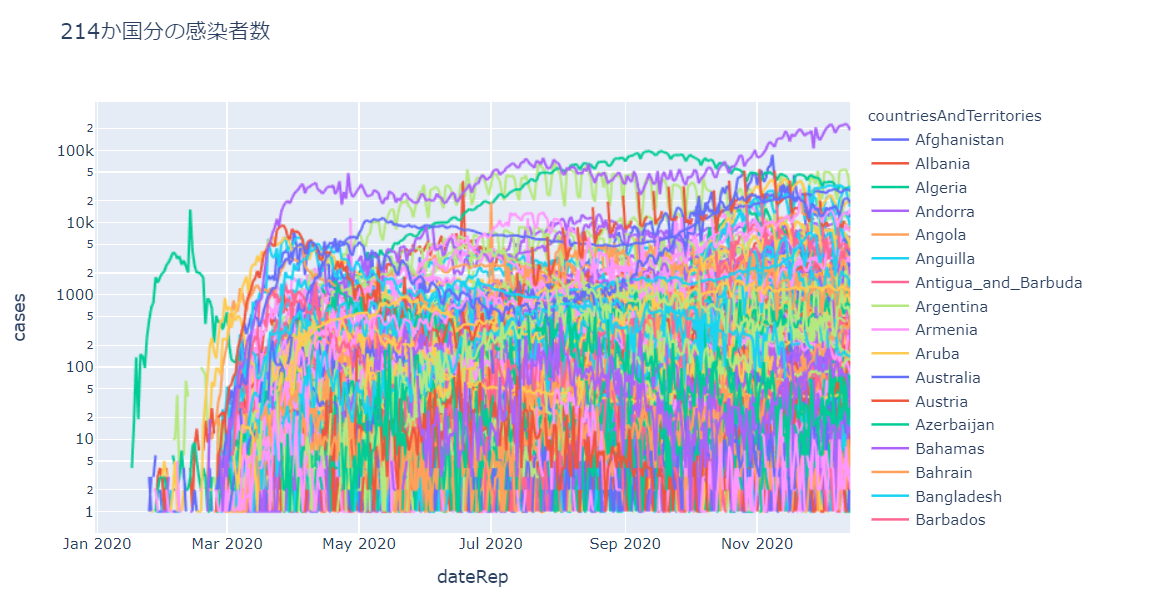 214か国分の感染者数
countriesAndTerritories
Afghanistan
Albania
Algeria
Andorra
Angola
Anguilla
Antigua_and_Barbuda
Argentina
Armenia
Aruba
Australia
Austria
Azerbaijan
Bahamas
Bahrain
Bangladesh
Barbados
cases
2
100k
5
2
10k
5
2
1000
5
2
100
5
2
10
5
2
1
Jan 2020 Mar 2020 May 2020 Jul 2020 Sep 2020 Nov 2020
dateRep